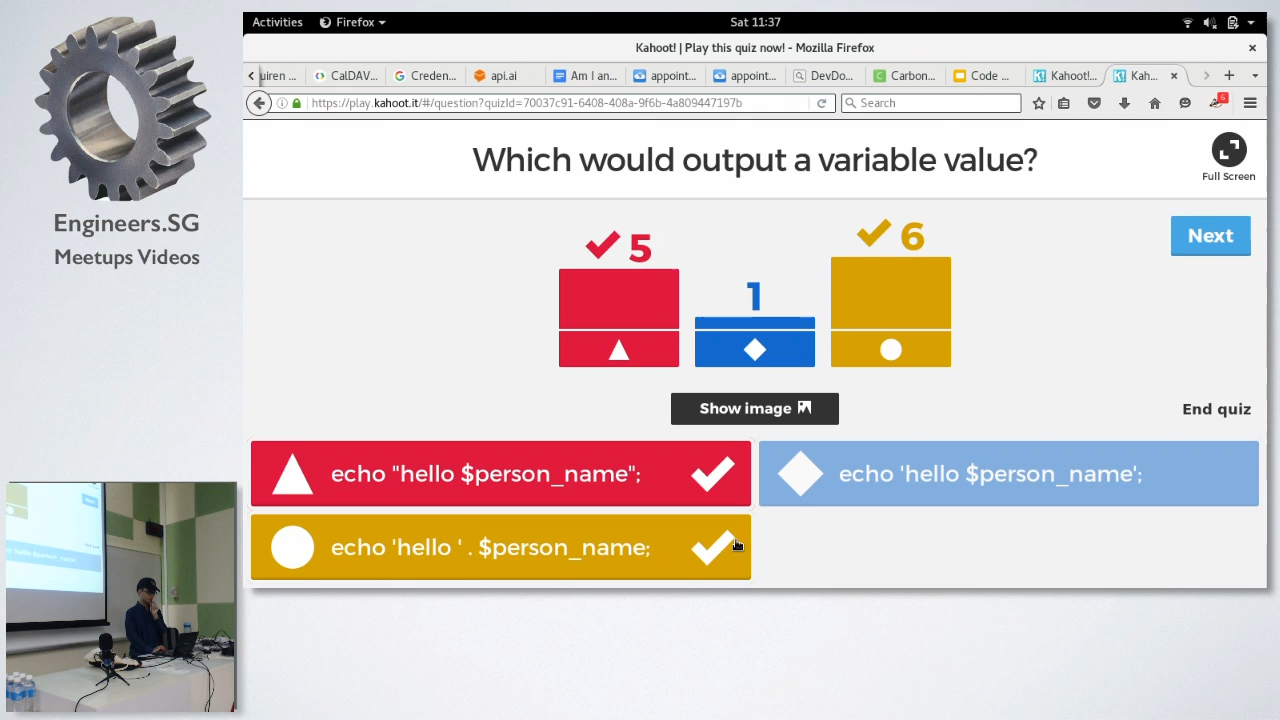 Activities
Firefox
Sat 11:37
Kahoot! | Play this quiz now! - Mozilla Firefox
uiren ...
CalDAV...
Creden...
api.ai
Am I an...
appoint...
appoint...
DevDo...
Carbon...
Code ...
Kahoot!...
Kah...
https://play.kahoot.it/#/question?quizId=70037c91-6408-408a-9f6b-4a809447197b
Search
6
Which would output a variable value?
Full Screen
5
1
6
Next
Show image
End quiz
echo "hello $person_name";
echo 'hello $person_name';
echo 'hello ' . $person_name;
Engineers.SG
Meetups Videos